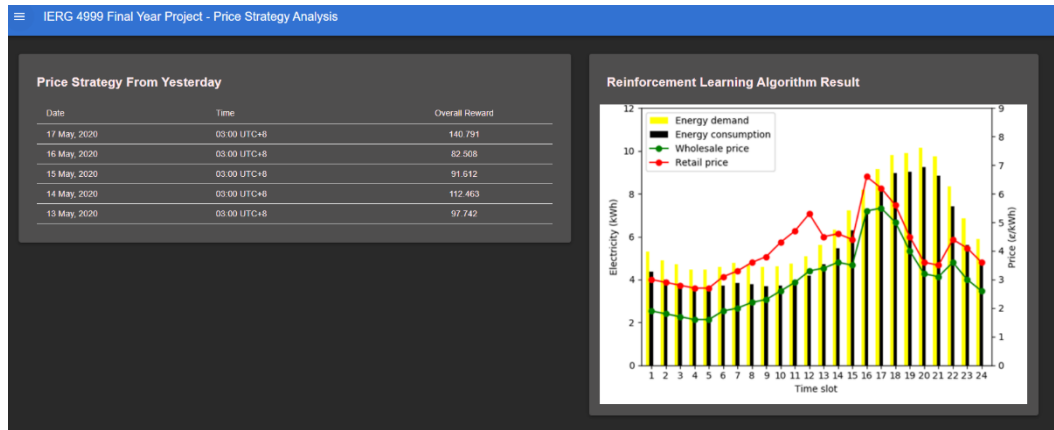 IERG 4999 Final Year Project - Price Strategy Analysis
Price Strategy From Yesterday
Date Time Overall Reward
17 May, 2020 03:00 UTC+8 140.791
16 May, 2020 03:00 UTC+8 82.508
15 May, 2020 03:00 UTC+8 91.612
14 May, 2020 03:00 UTC+8 112.463
13 May, 2020 03:00 UTC+8 97.742
Reinforcement Learning Algorithm Result
Energy demand
Energy consumption
Wholesale price
Retail price
Electricity (kWh)
12
10
8
6
4
2
0
9
8
7
6
5
4
3
2
1
0
Price (£/kWh)
1 2 3 4 5 6 7 8 9 10 11 12 13 14 15 16 17 18 19 20 21 22 23 24
Time slot